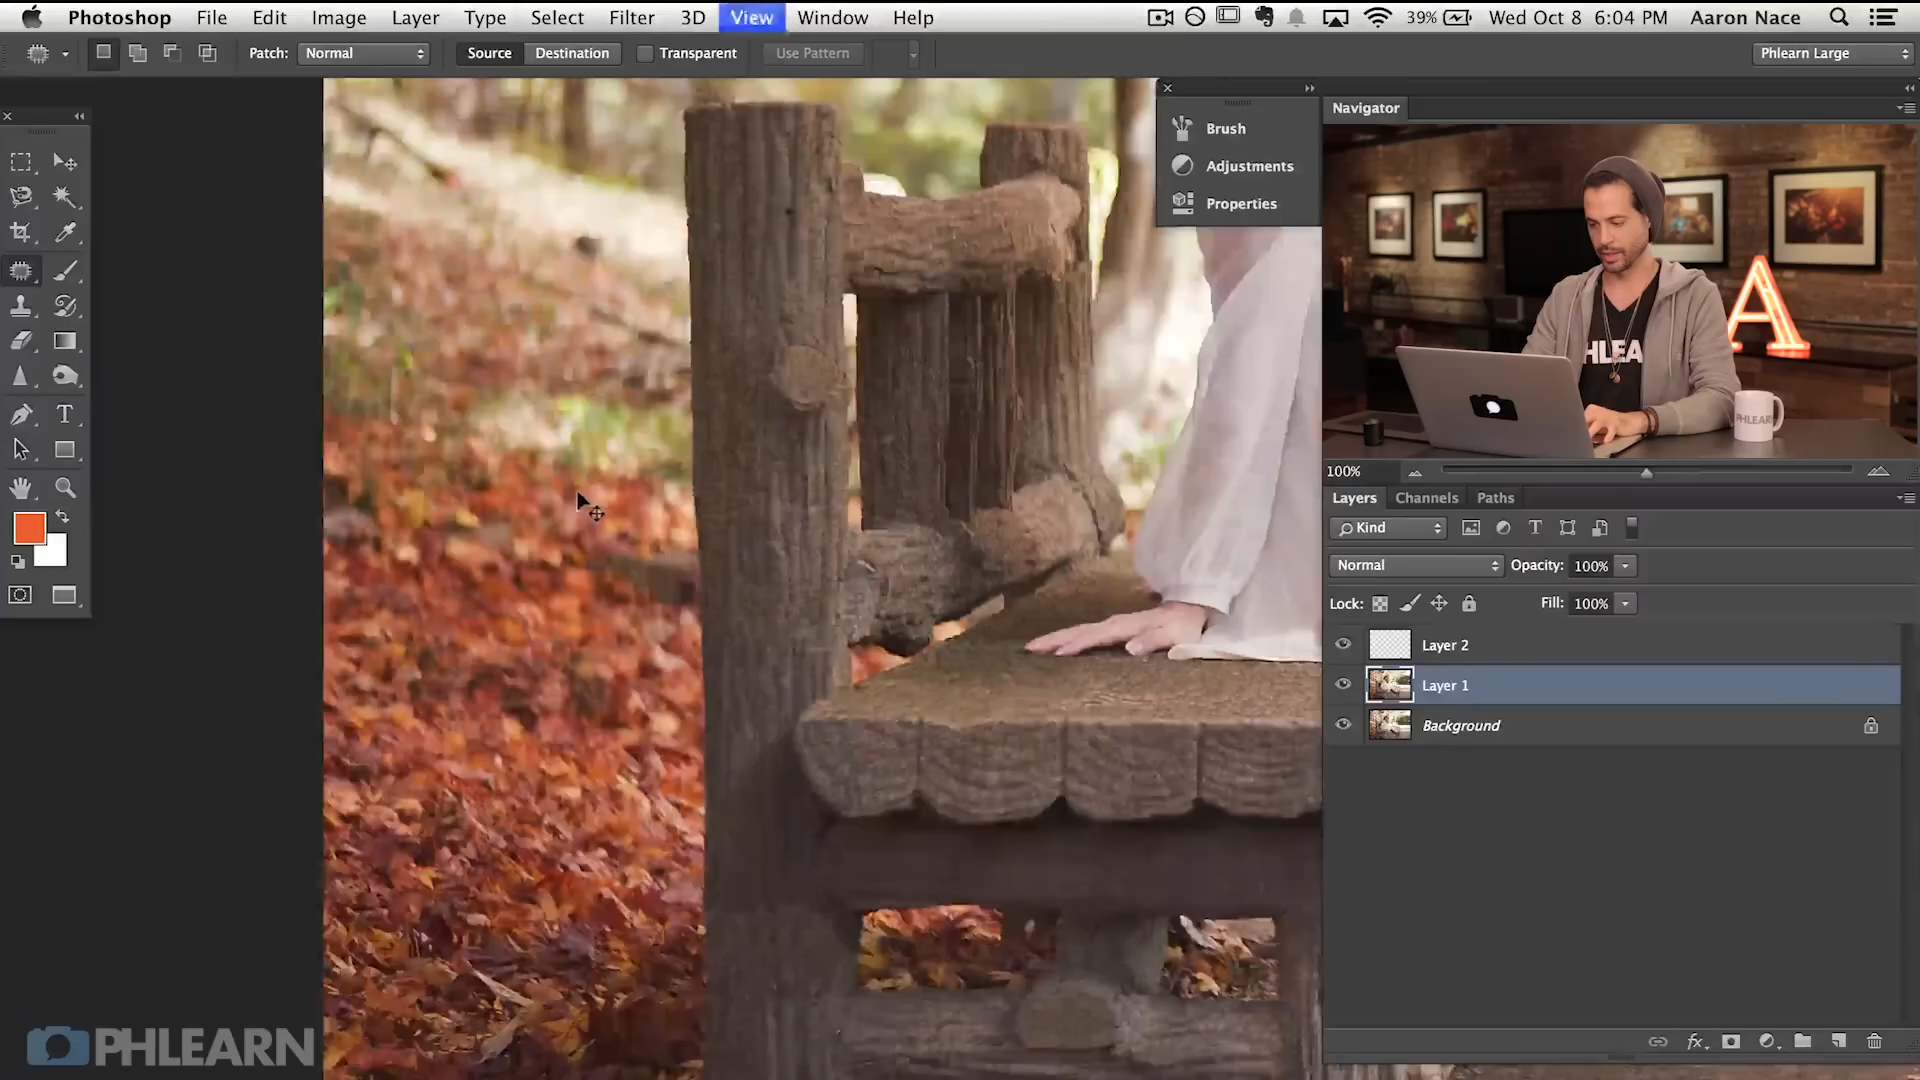 Photoshop File Edit Image Layer Type Select Filter 3D View Window Help 39% Wed Oct 8 6:04 PM Aaron Nace
Patch: Normal Source Destination Transparent Use Pattern Phlearn Large
Navigator
Brush
Adjustments
Properties
A
PHLEARN
100%
Layers Channels Paths
Kind
Normal Opacity: 100%
Lock: Fill: 100%
Layer 2
Layer 1
Background
fx
PHLEARN